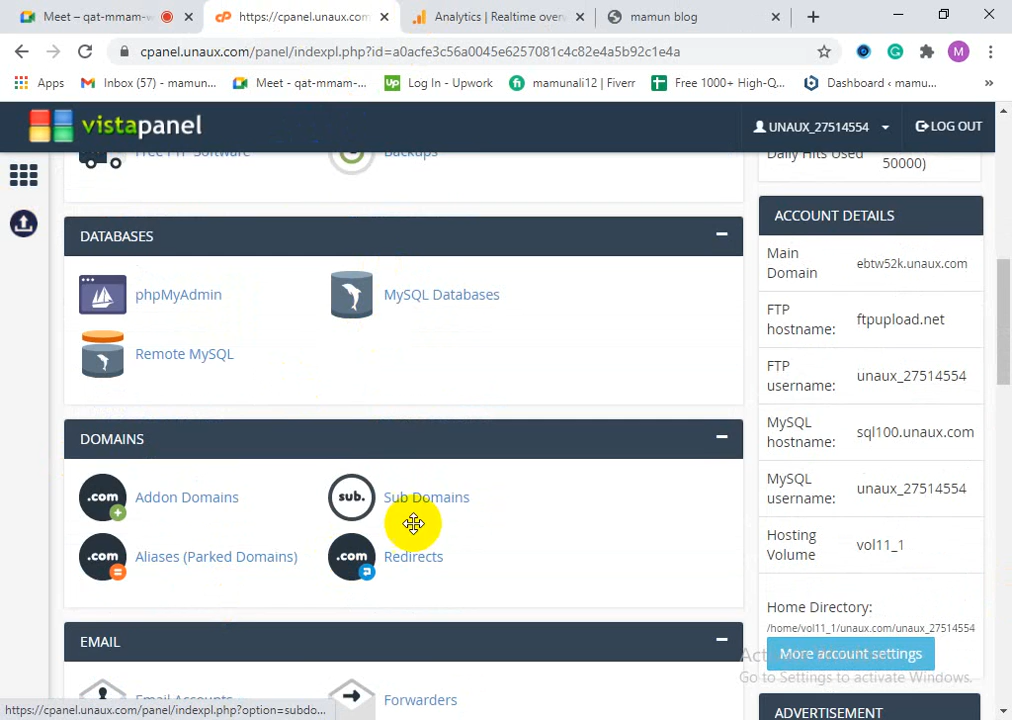 Meet – qat-mmam-w
https://cpanel.unaux.com/panel/in
Analytics | Realtime over
mamun blog
cpanel.unaux.com/panel/indexpl.php?id=a0acfe3c56a0045e6257081c4c82e4a5b92c1e4a
M
Apps
Inbox (57) - mamun...
Meet - qat-mmam-...
Up
Log In - Upwork
fi
mamunali12 | Fiverr
Free 1000+ High-Q...
Dashboard ‹ mamu...
»
vistapanel
UNAUX_27514554
LOG OUT
Free FTP Software
Backups
Daily Hits Used
50000)
DATABASES
ACCOUNT DETAILS
Main Domain
ebtw52k.unaux.com
phpMyAdmin
MySQL Databases
FTP hostname:
ftpupload.net
Remote MySQL
FTP username:
unaux_27514554
DOMAINS
MySQL hostname:
sql100.unaux.com
.com
Addon Domains
sub.
Sub Domains
MySQL username:
unaux_27514554
.com
Aliases (Parked Domains)
.com
Redirects
Hosting Volume
vol11_1
Home Directory:
/home/vol11_1/unaux.com/unaux_27514554
EMAIL
More account settings
Go to Settings to activate Windows.
Email Accounts
Forwarders
https://cpanel.unaux.com/panel/indexpl.php?option=subdo...
ADVERTISEMENT